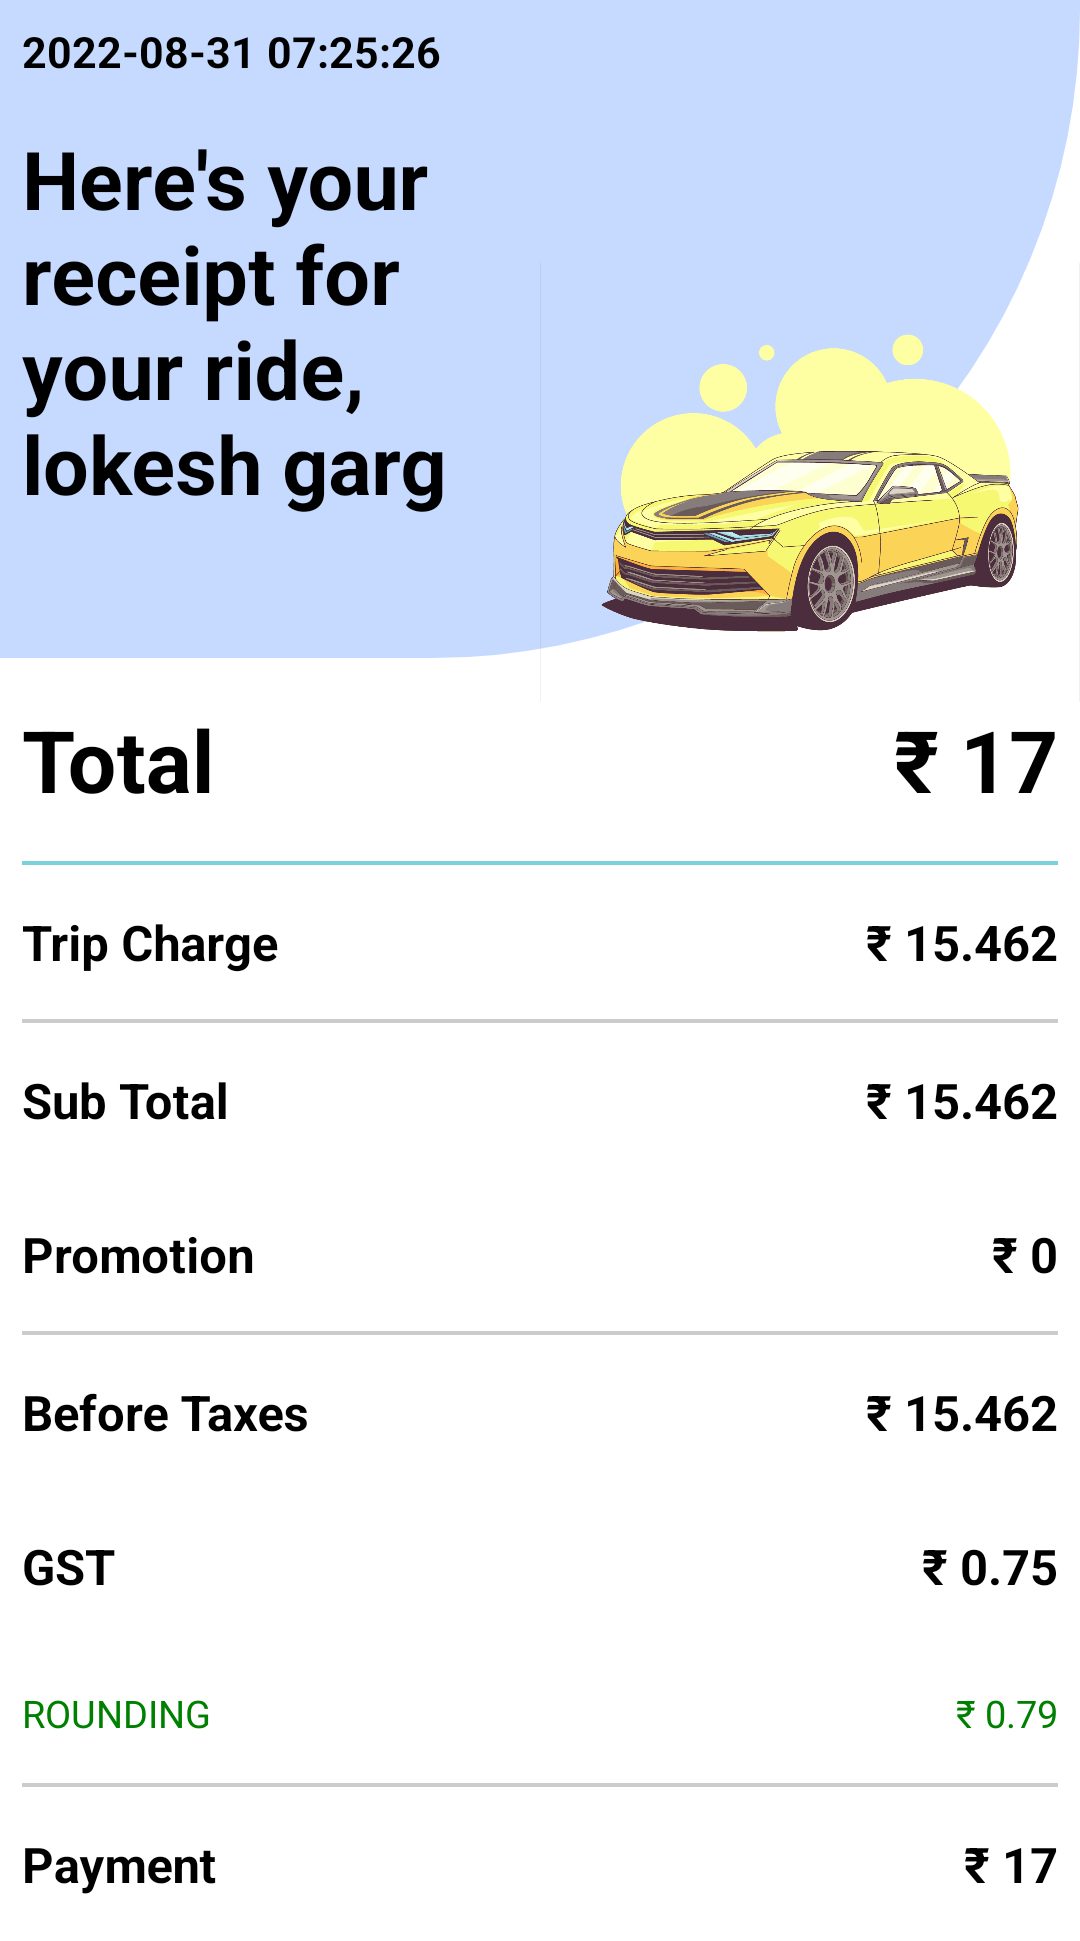 2022-08-31 07:25:26
Here's your
receipt for
your ride,
lokesh garg
Total ₹ 17
Trip Charge ₹ 15.462
Sub Total ₹ 15.462
Promotion ₹ 0
Before Taxes ₹ 15.462
GST ₹ 0.75
ROUNDING ₹ 0.79
Payment ₹ 17